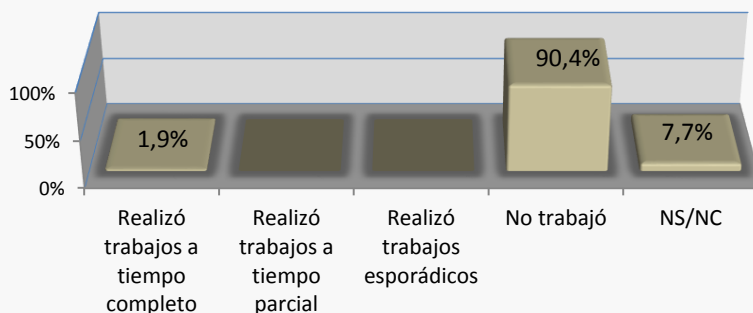 100%
50%
0%
1,9%
90,4%
7,7%
Realizó
trabajos a
tiempo
completo
Realizó
trabajos a
tiempo
parcial
Realizó
trabajos
esporádicos
No trabajó
NS/NC